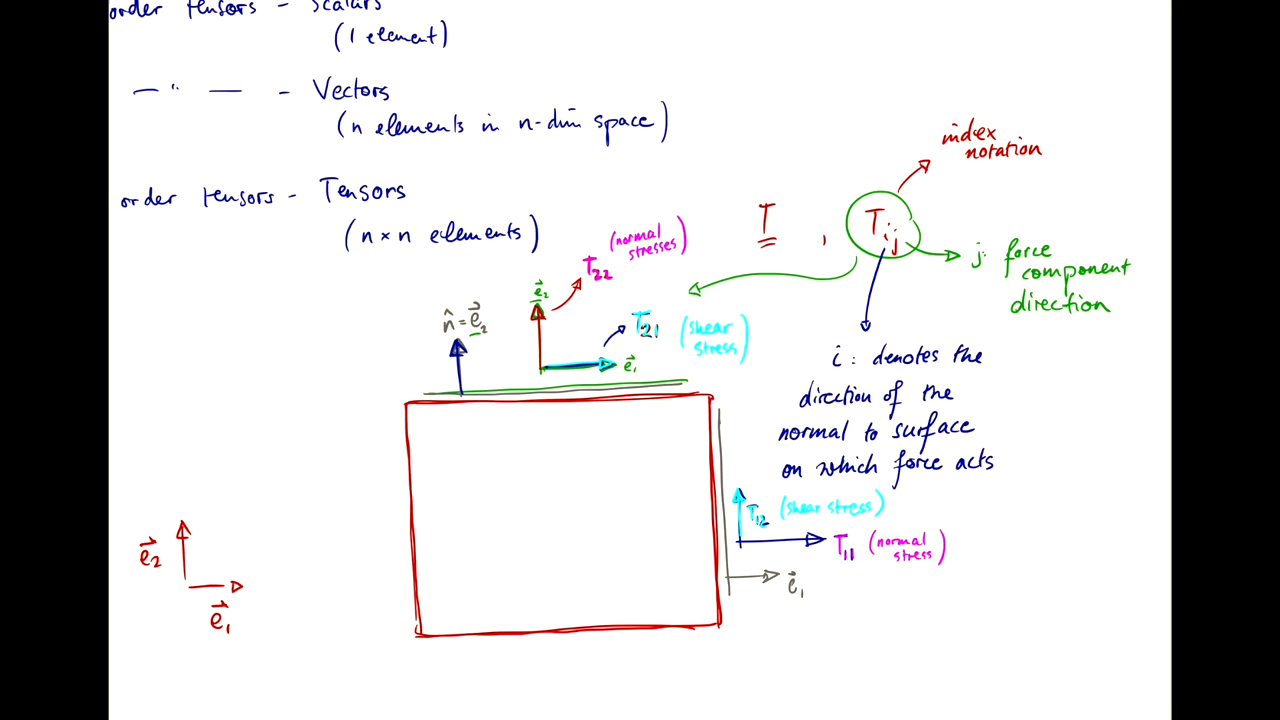 order tensors - Scalars
(1 element)
— " — - Vectors
(n elements in n-dim space)
order tensors - Tensors
(n × n elements)
index
notation
T , Tij
j: force
component
direction
i: denotes the
direction of the
normal to surface
on which force acts
(normal
stresses)
T22
e2
n̂ = e2
T21 (shear
stress)
e1
T12 (shear stress)
T11 (normal
stress)
e1
e2
e1